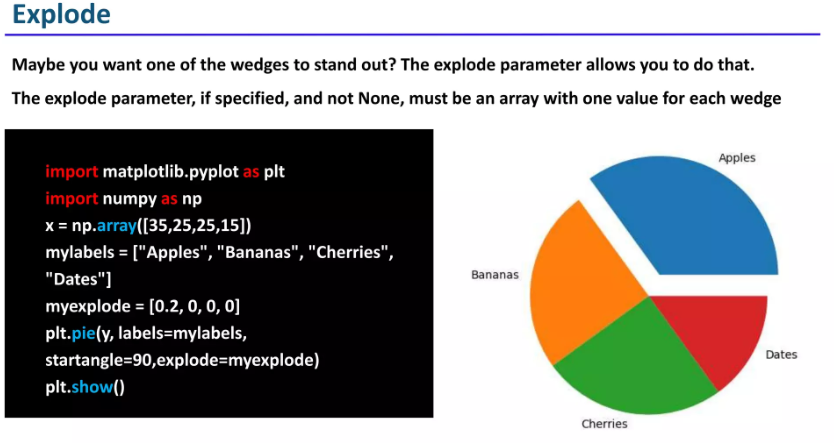 Explode
Maybe you want one of the wedges to stand out? The explode parameter allows you to do that.
The explode parameter, if specified, and not None, must be an array with one value for each wedge
import matplotlib.pyplot as plt
import numpy as np
x = np.array([35,25,25,15])
mylabels = ["Apples", "Bananas", "Cherries",
"Dates"]
myexplode = [0.2, 0, 0, 0]
plt.pie(y, labels=mylabels,
startangle=90,explode=myexplode)
plt.show()
Apples
Bananas
Dates
Cherries